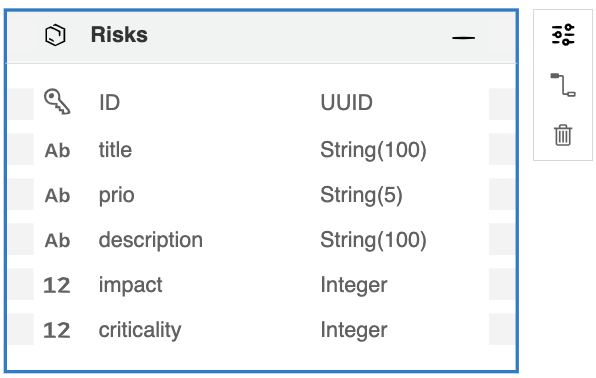 Risks
ID UUID
Ab title String(100)
Ab prio String(5)
Ab description String(100)
12 impact Integer
12 criticality Integer